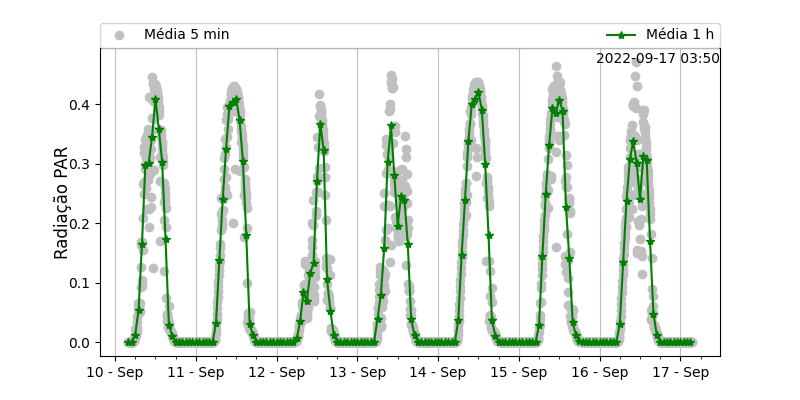 Média 5 min
Média 1 h
2022-09-17 03:50
Radiação PAR
0.4
0.3
0.2
0.1
0.0
10 - Sep
11 - Sep
12 - Sep
13 - Sep
14 - Sep
15 - Sep
16 - Sep
17 - Sep